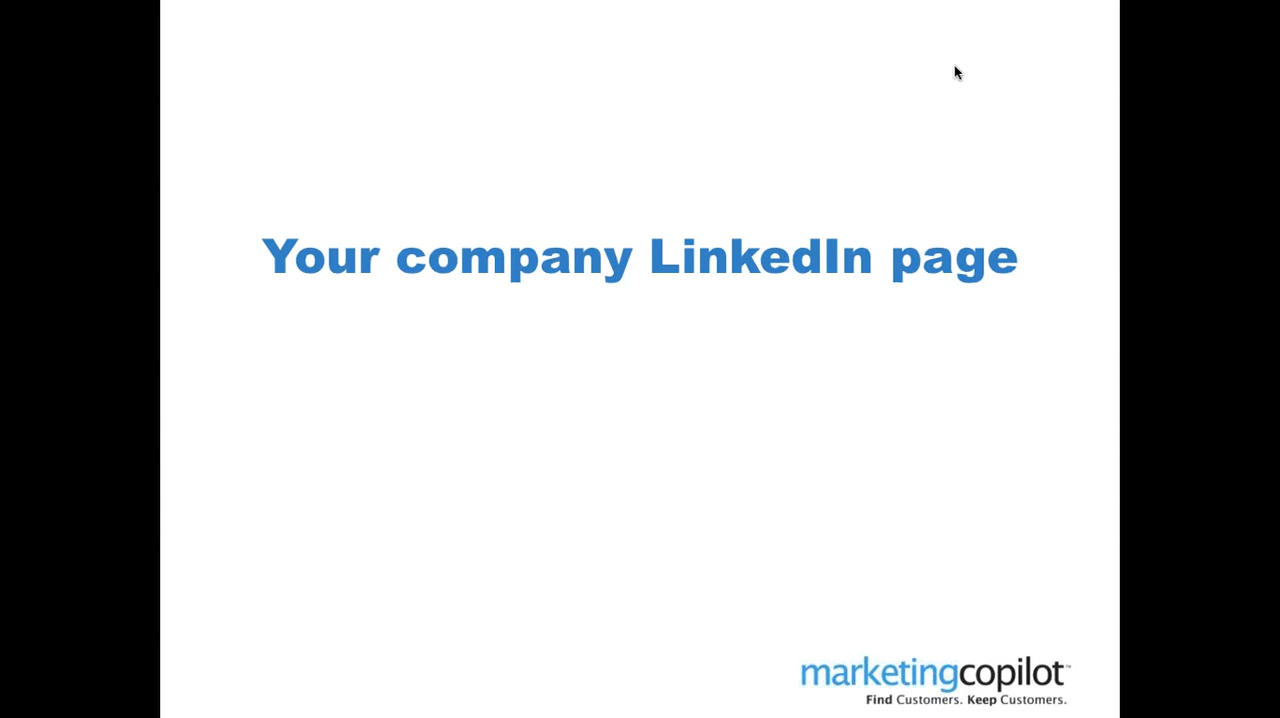 Your company LinkedIn page
marketingcopilot™
Find Customers. Keep Customers.